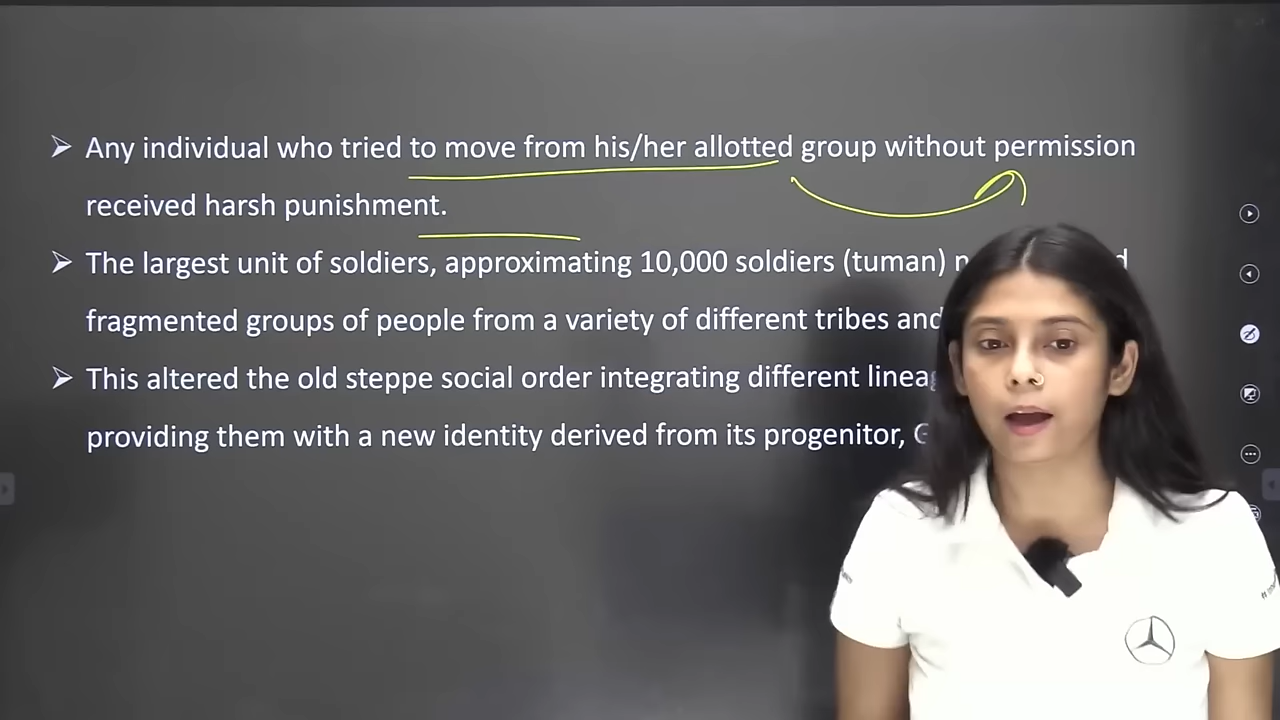 Any individual who tried to move from his/her allotted group without permission
received harsh punishment.
The largest unit of soldiers, approximating 10,000 soldiers (tuman)
fragmented groups of people from a variety of different tribes and
This altered the old steppe social order integrating different
providing them with a new identity derived from its progenitor,